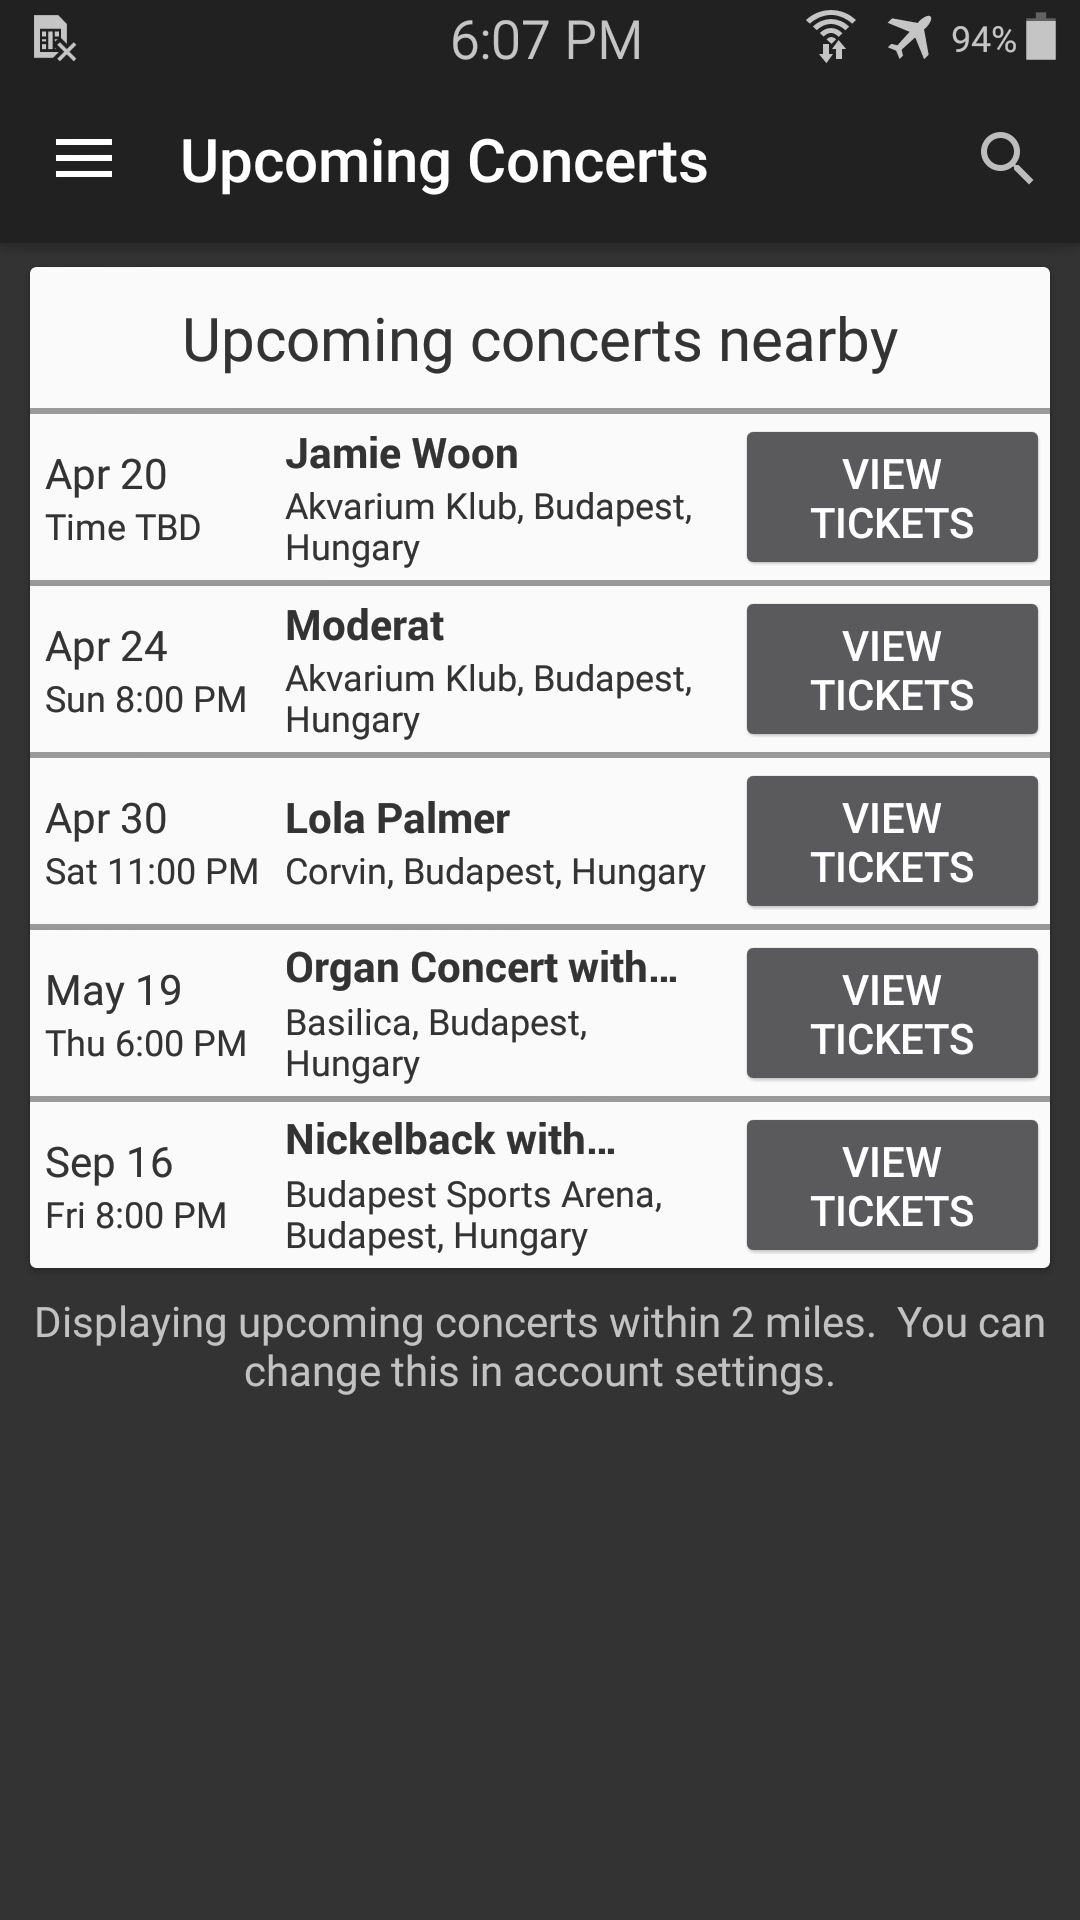 6:07 PM
94%
Upcoming Concerts
Upcoming concerts nearby
Apr 20
Time TBD
Jamie Woon
Akvarium Klub, Budapest,
Hungary
VIEW
TICKETS
Apr 24
Sun 8:00 PM
Moderat
Akvarium Klub, Budapest,
Hungary
VIEW
TICKETS
Apr 30
Sat 11:00 PM
Lola Palmer
Corvin, Budapest, Hungary
VIEW
TICKETS
May 19
Thu 6:00 PM
Organ Concert with...
Basilica, Budapest,
Hungary
VIEW
TICKETS
Sep 16
Fri 8:00 PM
Nickelback with...
Budapest Sports Arena,
Budapest, Hungary
VIEW
TICKETS
Displaying upcoming concerts within 2 miles.  You can
change this in account settings.